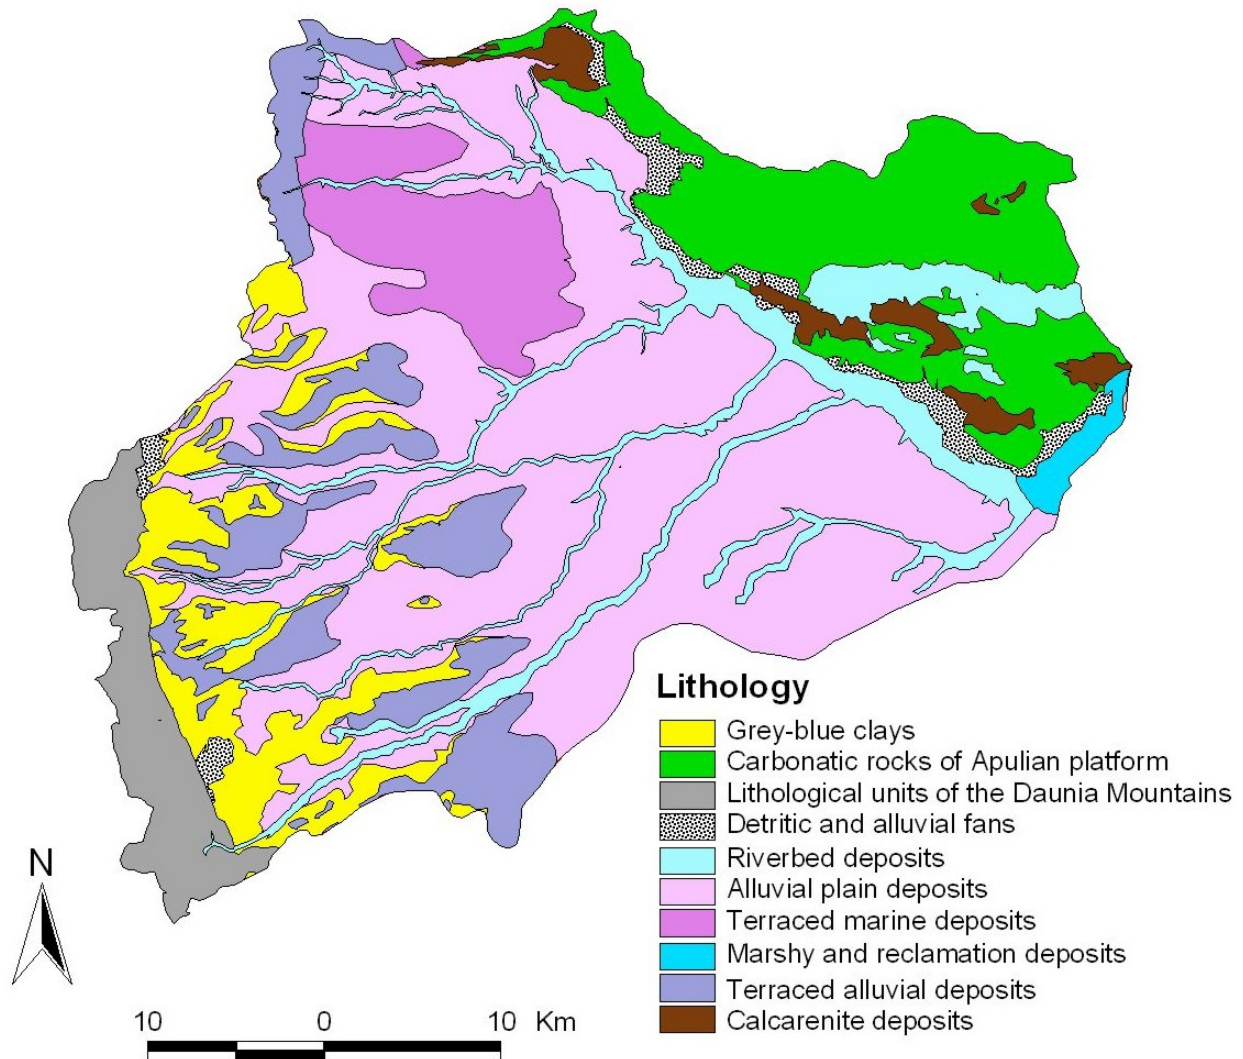 Lithology
Grey-blue clays
Carbonatic rocks of Apulian platform
Lithological units of the Daunia Mountains
Detritic and alluvial fans
Riverbed deposits
Alluvial plain deposits
Terraced marine deposits
Marshy and reclamation deposits
Terraced alluvial deposits
Calcarenite deposits
N
10 0 10 Km